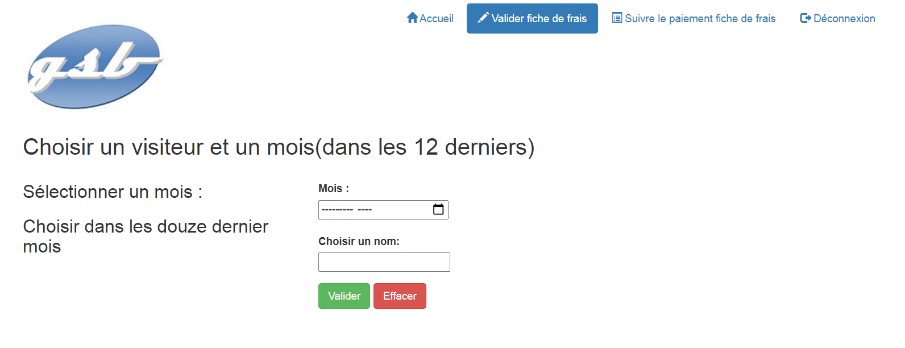 Accueil
Valider fiche de frais
Suivre le paiement fiche de frais
Déconnexion
gsb
Choisir un visiteur et un mois(dans les 12 derniers)
Sélectionner un mois :
Choisir dans les douze dernier
mois
Mois :
--------- ----
Choisir un nom:
Valider
Effacer